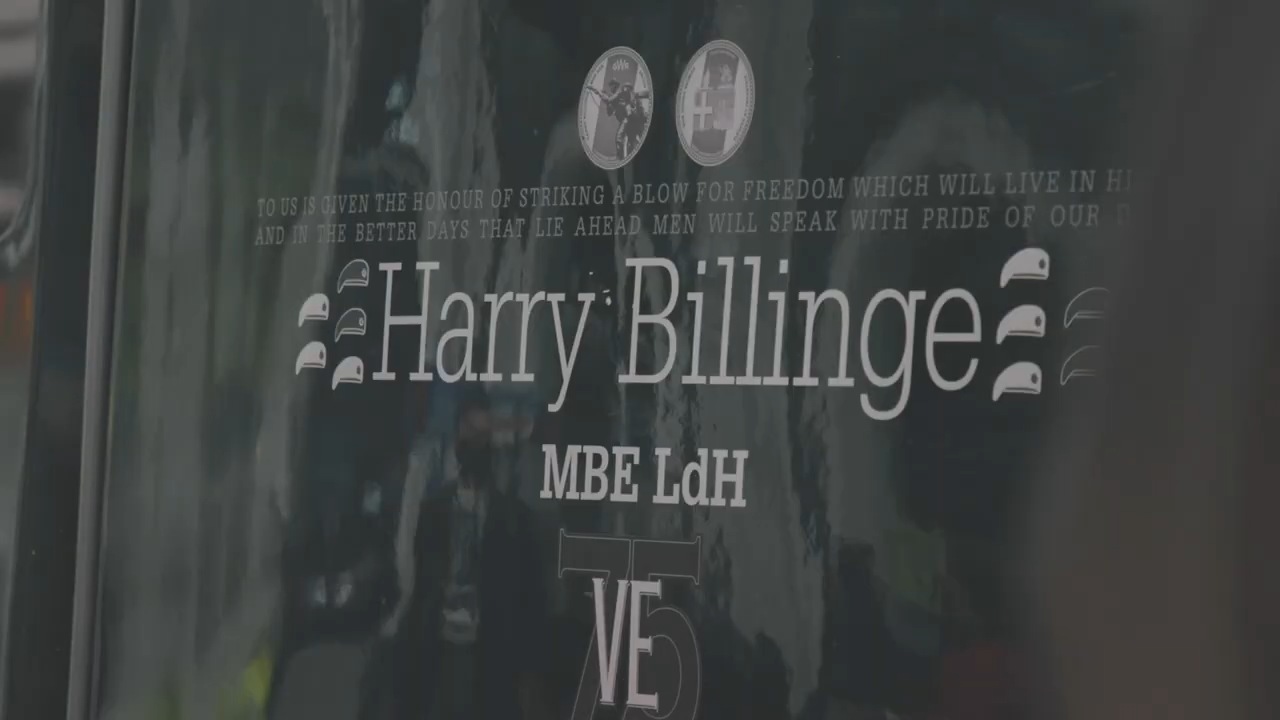 TO US IS GIVEN THE HONOUR OF STRIKING A BLOW FOR FREEDOM WHICH WILL LIVE IN
AND IN THE BETTER DAYS THAT LIE AHEAD MEN WILL SPEAK WITH PRIDE OF OUR
Harry Billinge
MBE LdH
75
VE